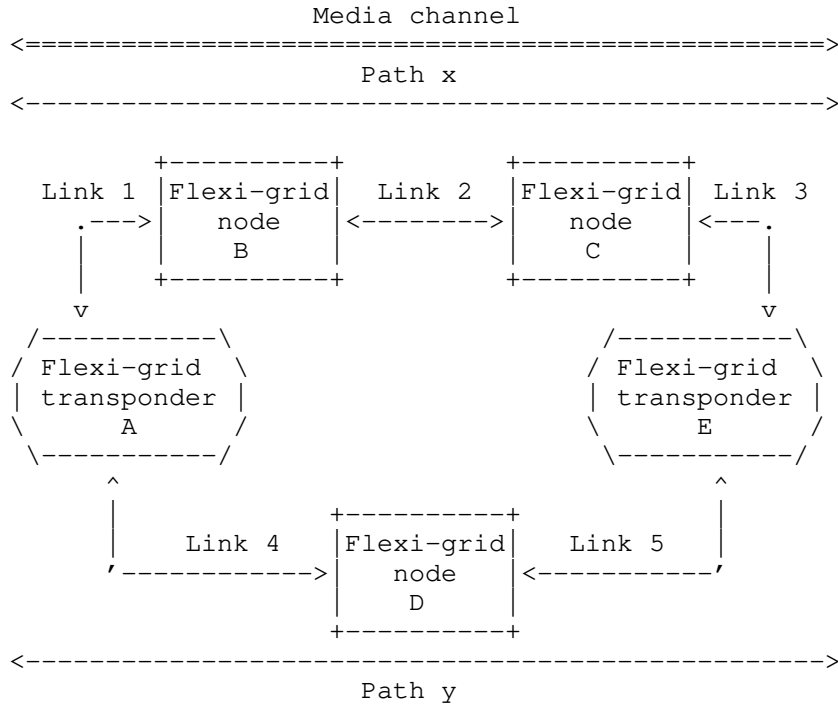 Media channel
Path x
Link 1 Flexi-grid Link 2 Flexi-grid Link 3
node node
B C
Flexi-grid Flexi-grid
transponder transponder
A E
Link 4 Flexi-grid Link 5
node
D
Path y